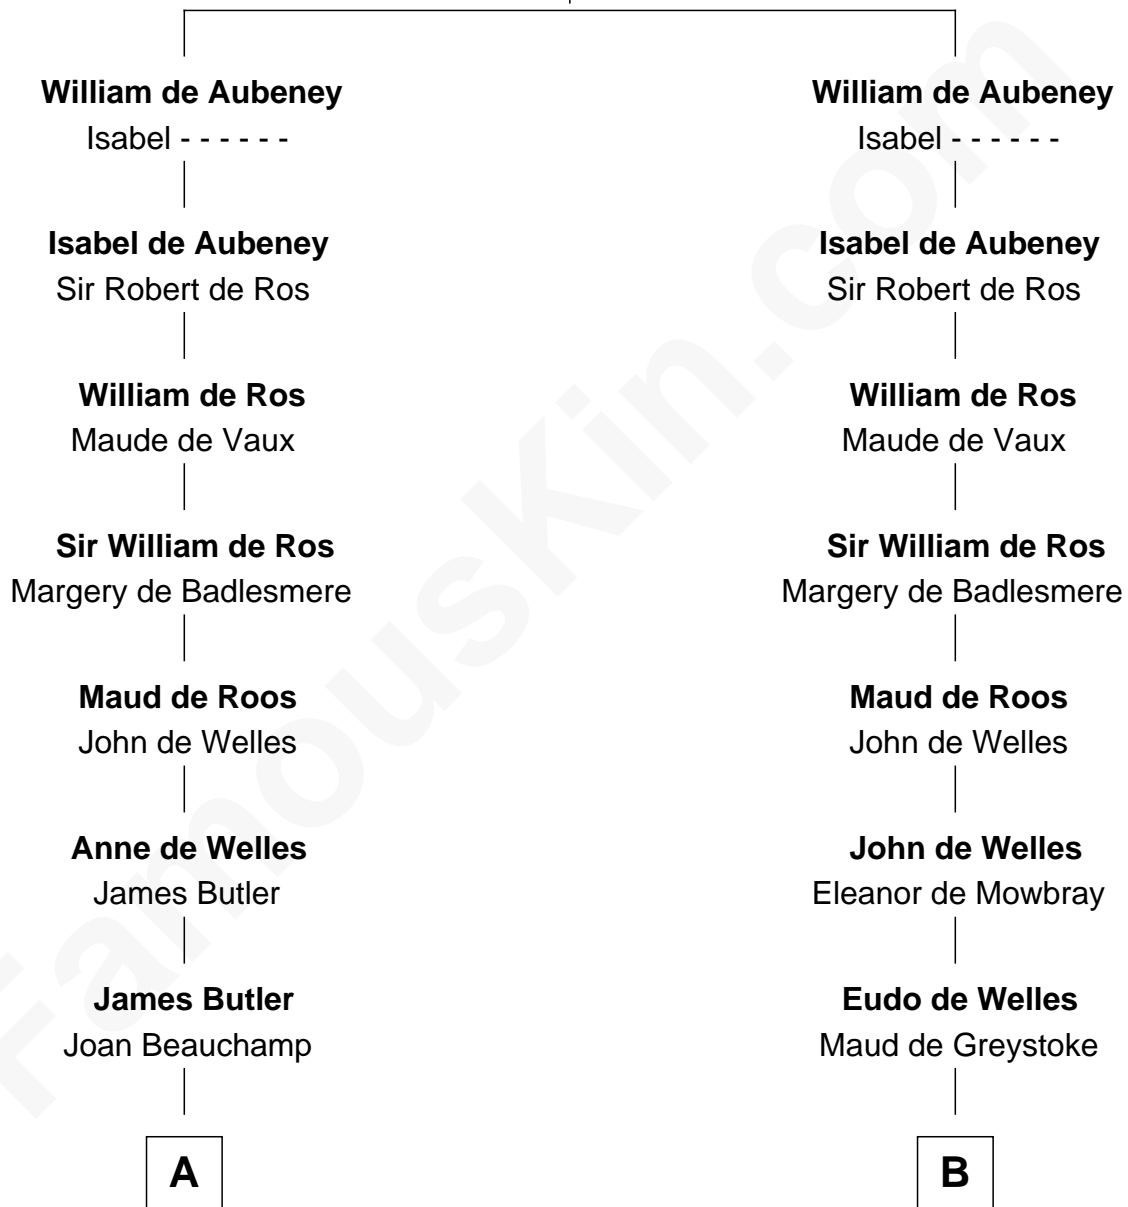 William de Aubeney
Isabel - - - - - -
Isabel de Aubeney
Sir Robert de Ros
William de Ros
Maude de Vaux
Sir William de Ros
Margery de Badlesmere
Maud de Roos
John de Welles
Anne de Welles
James Butler
James Butler
Joan Beauchamp
A
William de Aubeney
Isabel - - - - - -
Isabel de Aubeney
Sir Robert de Ros
William de Ros
Maude de Vaux
Sir William de Ros
Margery de Badlesmere
Maud de Roos
John de Welles
John de Welles
Eleanor de Mowbray
Eudo de Welles
Maud de Greystoke
B
FamousKin.com